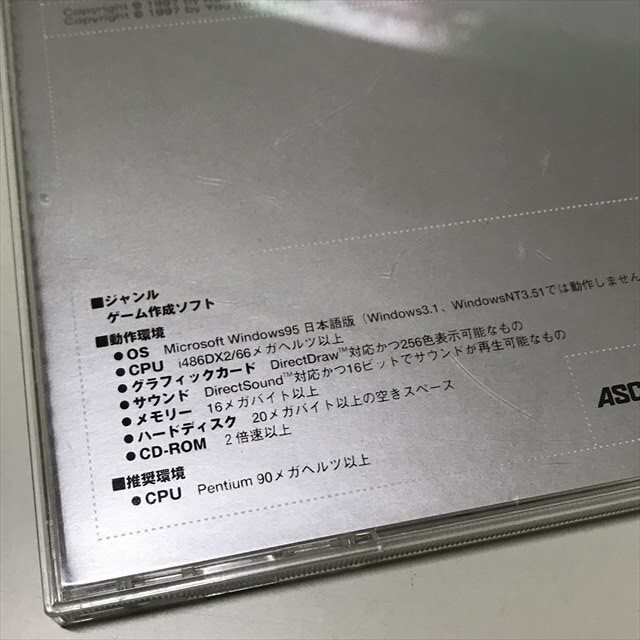 Copyright © 199
Copyright © 1997 by You
■ジャンル
ゲーム作成ソフト
■動作環境
●OS Microsoft Windows95 日本語版（Windows3.1、WindowsNT3.51では動作しません
●CPU i486DX2/66メガヘルツ以上
●グラフィックカード DirectDraw™対応かつ256色表示可能なもの
●サウンド DirectSound™対応かつ16ビットでサウンドが再生可能なもの
●メモリー 16メガバイト以上
●ハードディスク 20メガバイト以上の空きスペース
●CD-ROM 2倍速以上
ASC
■推奨環境
●CPU Pentium 90メガヘルツ以上